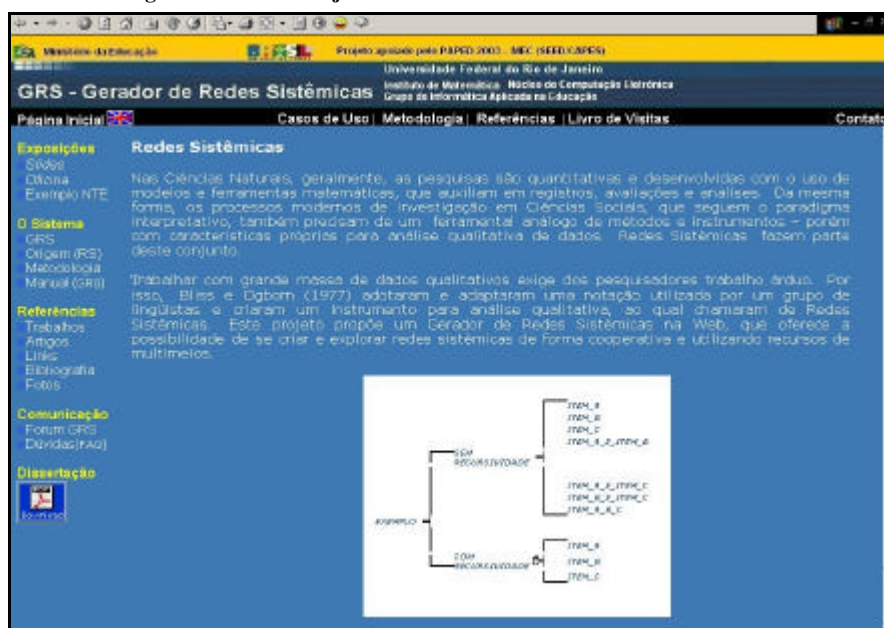 Ministério da Educação
Projeto apoiado pelo PAPED 2003 - MEC (SEED/CAPES)
Universidade Federal do Rio de Janeiro
GRS - Gerador de Redes Sistêmicas
Instituto de Matemática Núcleo de Computação Eletrônica
Grupo de Informática Aplicada na Educação
Página Inicial
Casos de Uso | Metodologia | Referências | Livro de Visitas
Contato
Exposições
Slides
Oficina
Exemplo NTE
O Sistema
GRS
Origem (RS)
Metodologia
Manual (GRS)
Referências
Trabalhos
Artigos
Links
Bibliografia
Fotos
Comunicação
Forum GRS
Dúvidas(FAQ)
Dissertação
Redes Sistêmicas
Nas Ciências Naturais, geralmente, as pesquisas são quantitativas e desenvolvidas com o uso de
modelos e ferramentas matemáticas, que auxiliam em registros, avaliações e analises. Da mesma
forma, os processos modernos de investigação em Ciências Sociais, que seguem o paradigma
interpretativo, também precisam de um ferramental análogo de métodos e instrumentos – porém
com características próprias para análise qualitativa de dados. Redes Sistêmicas fazem parte
deste conjunto.
Trabalhar com grande massa de dados qualitativos exige dos pesquisadores trabalho árduo. Por
isso, Bliss e Ogborn (1977) adotaram e adaptaram uma notação utilizada por um grupo de
lingüistas e criaram um instrumento para análise qualitativa, ao qual chamaram de Redes
Sistêmicas. Este projeto propõe um Gerador de Redes Sistêmicas na Web, que oferece a
possibilidade de se criar e explorar redes sistêmicas de forma cooperativa e utilizando recursos de
multimeios.
EXEMPLO
SEM
RECURSIVIDADE
ITEM_A
ITEM_B
ITEM_C
ITEM_A_E_ITEM_B
ITEM_A_E_ITEM_C
ITEM_B_E_ITEM_C
ITEM_A_B_C
COM
RECURSIVIDADE
ITEM_A
ITEM_B
ITEM_C